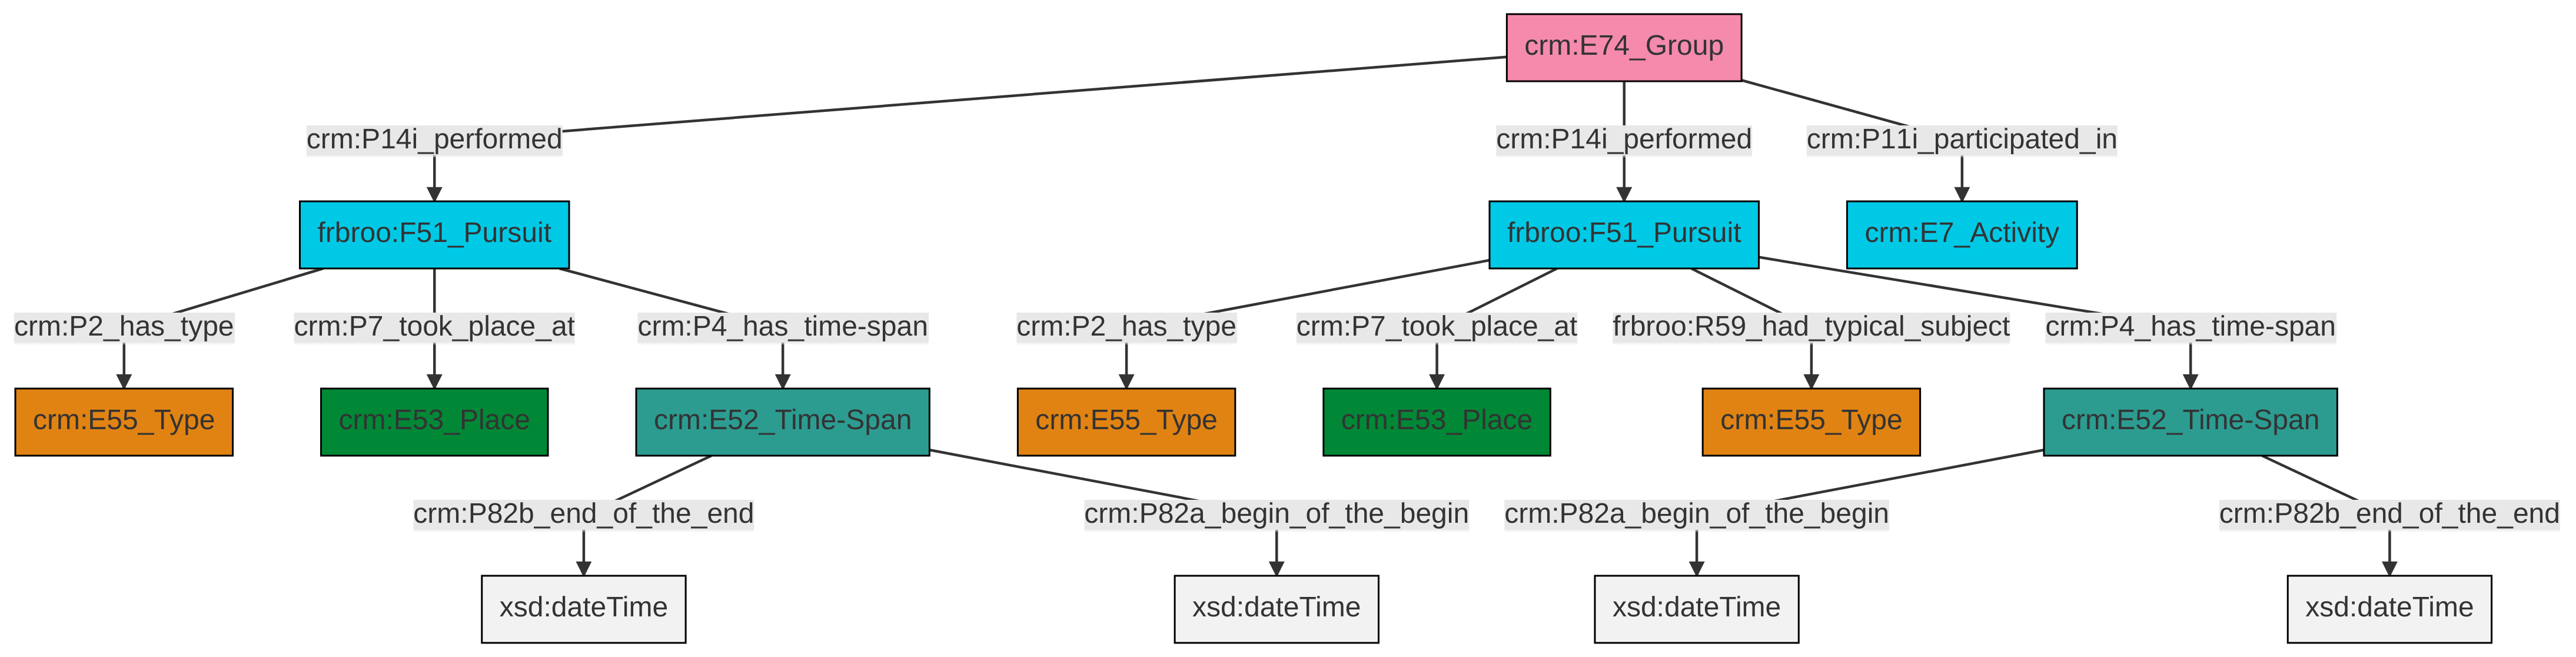 crm:E74_Group
crm:P14i_performed
crm:P14i_performed
crm:P11i_participated_in
frbroo:F51_Pursuit
frbroo:F51_Pursuit
crm:E7_Activity
crm:P2_has_type
crm:P7_took_place_at
crm:P4_has_time-span
crm:P2_has_type
crm:P7_took_place_at
frbroo:R59_had_typical_subject
crm:P4_has_time-span
crm:E55_Type
crm:E53_Place
crm:E52_Time-Span
crm:E55_Type
crm:E53_Place
crm:E55_Type
crm:E52_Time-Span
crm:P82b_end_of_the_end
crm:P82a_begin_of_the_begin
crm:P82a_begin_of_the_begin
crm:P82b_end_of_the_end
xsd:dateTime
xsd:dateTime
xsd:dateTime
xsd:dateTime